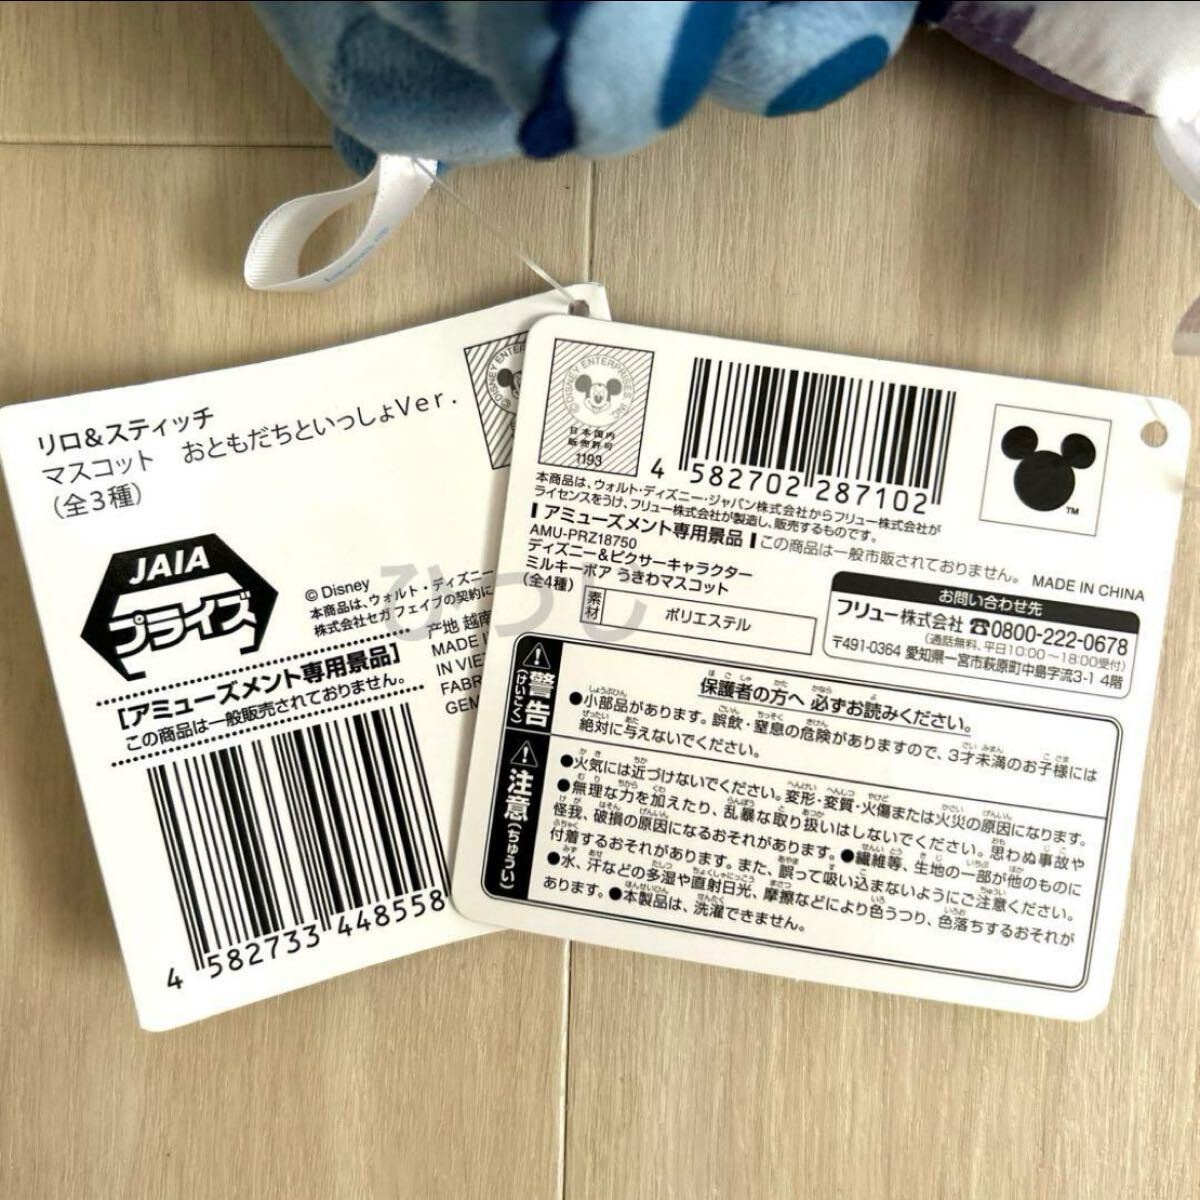 リロ&スティッチ
マスコット おともだちといっしょVer.
(全3種)
JAIA
プライズ
© Disney
本商品は、ウォルト・ディズニー
株式会社セガ フェイブの契約に
産地 越南
MADE
IN VIE
FABR
GEM
[アミューズメント専用景品]
この商品は一般販売されておりません。
4 582733 448558
ひつじ
© DISNEY ENTERPRISES, INC.
日本国内
販売許可
1193
4 582702 287102
TM
本商品は、ウォルト・ディズニー・ジャパン株式会社からフリュー株式会社が
ライセンスをうけ、フリュー株式会社が製造し、販売するものです。
アミューズメント専用景品 この商品は一般市販されておりません。 MADE IN CHINA
AMU-PRZ18750
ディズニー&ピクサーキャラクター
ミルキーボア うきわマスコット
(全4種)
素材 ポリエステル
お問い合わせ先
フリュー株式会社 ☎0800-222-0678
(通話無料、平日10:00~18:00受付)
〒491-0364 愛知県一宮市萩原町中島字流3-1 4階
警告(けいこく)
保護者の方へ 必ずお読みください。
●小部品があります。誤飲・窒息の危険がありますので、3才未満のお子様には
絶対に与えないでください。
注意(ちゅうい)
●火気には近づけないでください。変形・変質・火傷または火災の原因になります。
●無理な力を加えたり、乱暴な取り扱いはしないでください。思わぬ事故や
怪我、破損の原因になるおそれがあります。●繊維等、生地の一部が他のものに
付着するおそれがあります。また、誤って吸い込まないようにご注意ください。
●水、汗などの多湿や直射日光、摩擦などにより色うつり、色落ちするおそれが
あります。●本製品は、洗濯できません。